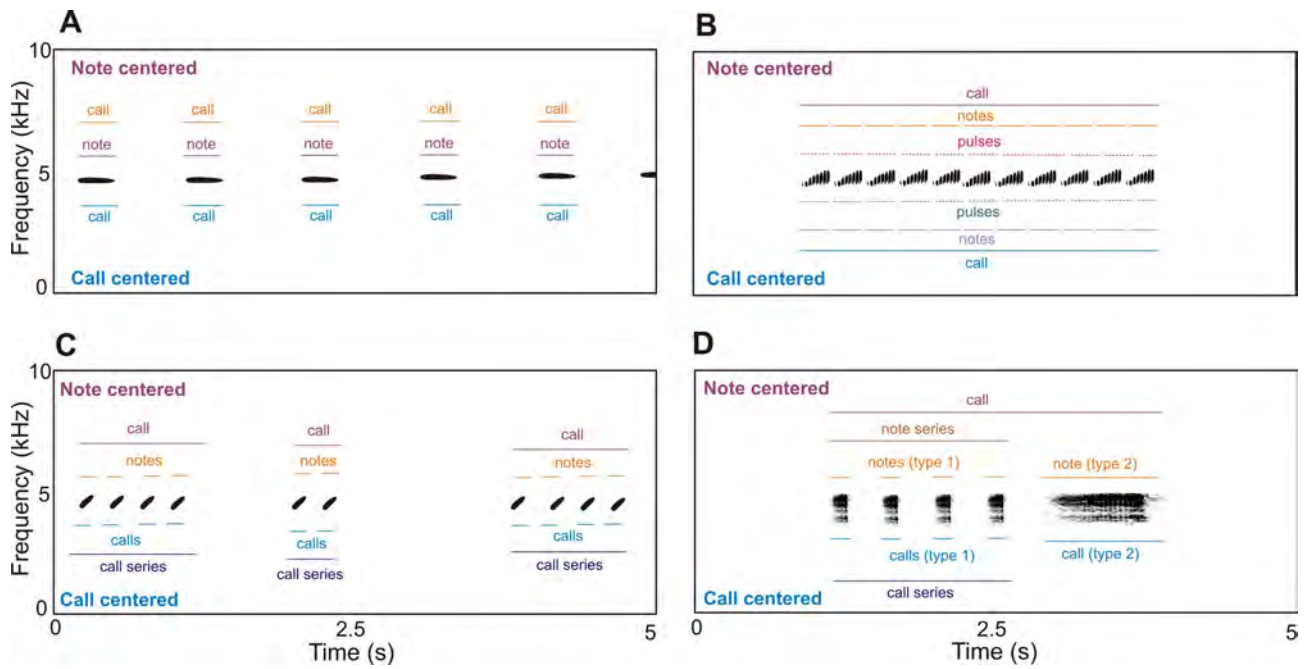 A
10
Frequency (kHz)
5
0
Note centered
call call call call call
note note note note note
call call call call call
Call centered
B
Note centered
call
notes
pulses
pulses
notes
call
Call centered
C
10
Frequency (kHz)
5
0
Note centered
call call call
notes notes notes
calls calls calls
call series call series call series
Call centered
0 2.5 5
Time (s)
D
Note centered
call
note series
notes (type 1) note (type 2)
calls (type 1) call (type 2)
call series
Call centered
0 2.5 5
Time (s)